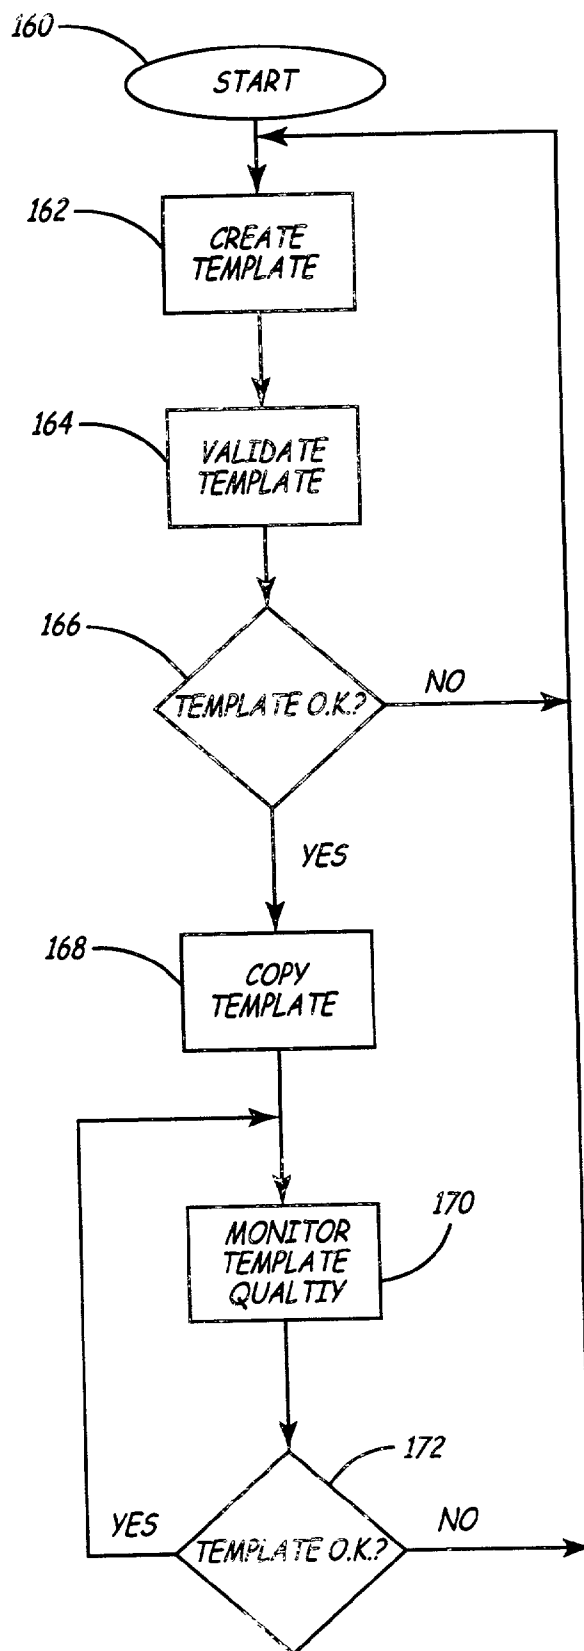 160
START
162
CREATE
TEMPLATE
164
VALIDATE
TEMPLATE
166
TEMPLATE O.K.?
NO
YES
168
COPY
TEMPLATE
170
MONITOR
TEMPLATE
QUALTIY
172
YES
TEMPLATE O.K.?
NO